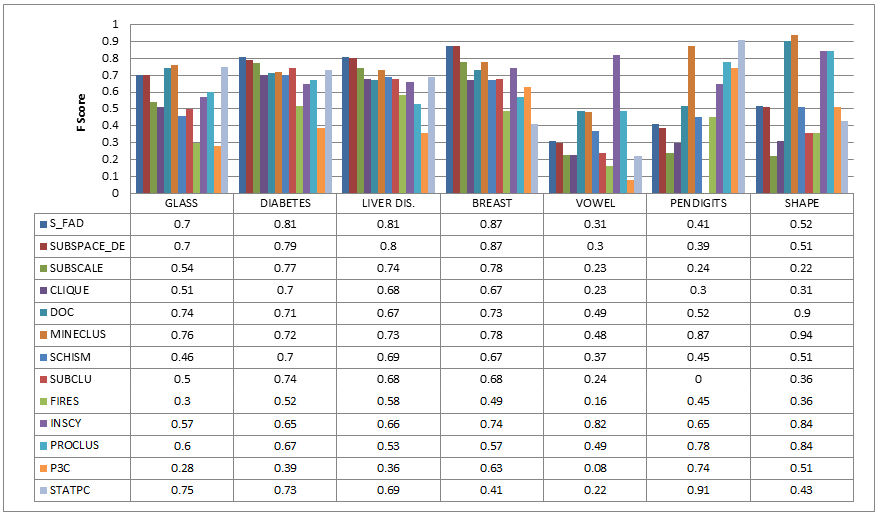 1
0.9
0.8
0.7
0.6
0.5
0.4
0.3
0.2
0.1
0
F Score
GLASS DIABETES LIVER DIS. BREAST VOWEL PENDIGITS SHAPE
S_FAD 0.7 0.81 0.81 0.87 0.31 0.41 0.52
SUBSPACE_DE 0.7 0.79 0.8 0.87 0.3 0.39 0.51
SUBSCALE 0.54 0.77 0.74 0.78 0.23 0.24 0.22
CLIQUE 0.51 0.7 0.68 0.67 0.23 0.3 0.31
DOC 0.74 0.71 0.67 0.73 0.49 0.52 0.9
MINECLUS 0.76 0.72 0.73 0.78 0.48 0.87 0.94
SCHISM 0.46 0.7 0.69 0.67 0.37 0.45 0.51
SUBCLU 0.5 0.74 0.68 0.68 0.24 0 0.36
FIRES 0.3 0.52 0.58 0.49 0.16 0.45 0.36
INSCY 0.57 0.65 0.66 0.74 0.82 0.65 0.84
PROCLUS 0.6 0.67 0.53 0.57 0.49 0.78 0.84
P3C 0.28 0.39 0.36 0.63 0.08 0.74 0.51
STATPC 0.75 0.73 0.69 0.41 0.22 0.91 0.43